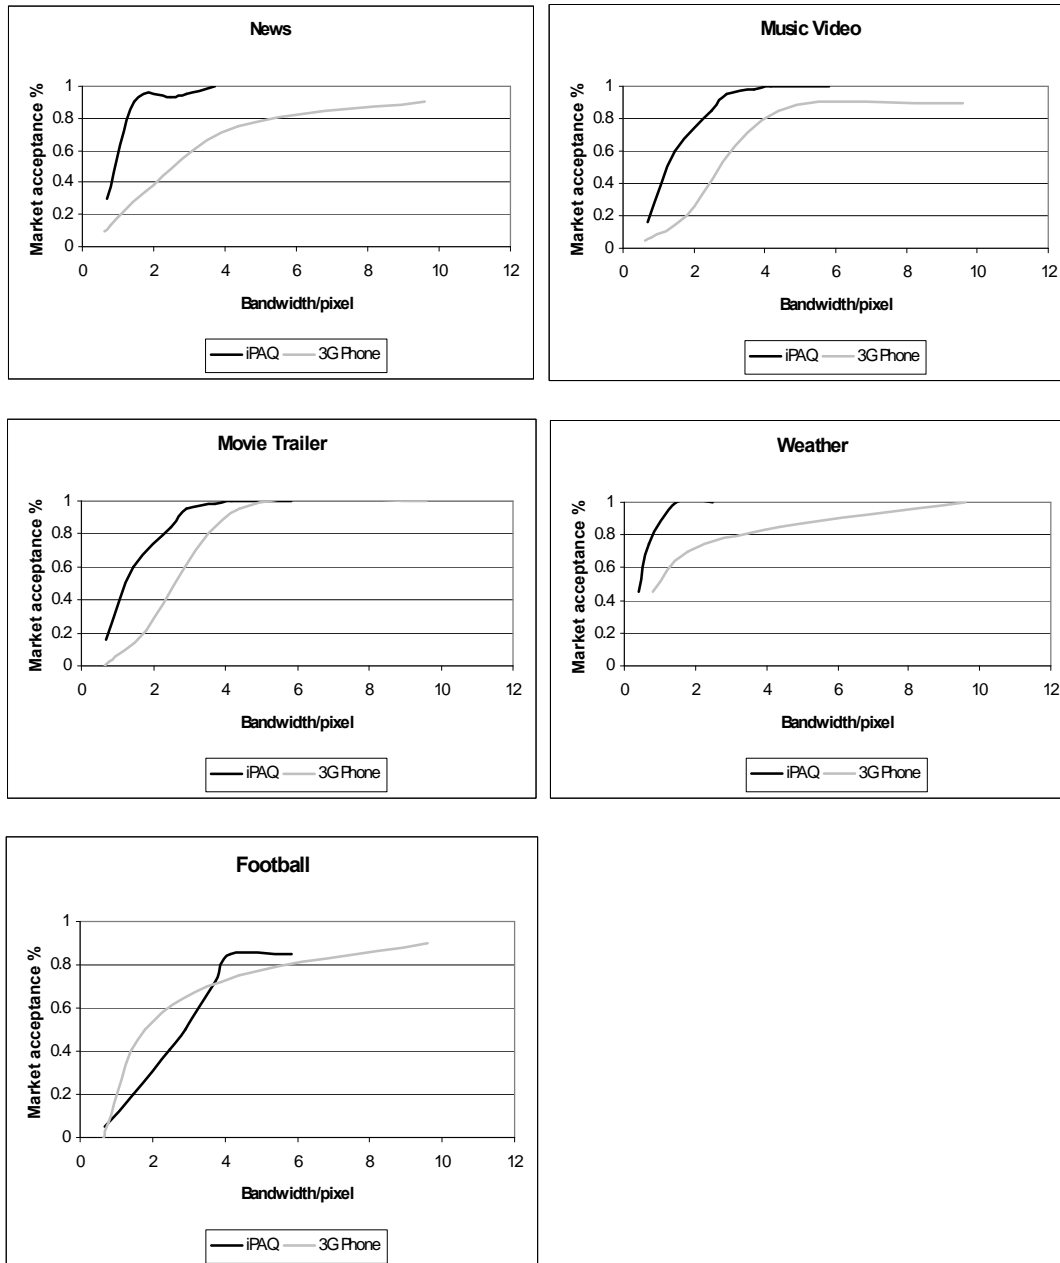 News
Market acceptance %
1
0.8
0.6
0.4
0.2
0
0 2 4 6 8 10 12
Bandwidth/pixel
iPAQ 3G Phone
Music Video
Market acceptance %
1
0.8
0.6
0.4
0.2
0
0 2 4 6 8 10 12
Bandwidth/pixel
iPAQ 3G Phone
Movie Trailer
Market acceptance %
1
0.8
0.6
0.4
0.2
0
0 2 4 6 8 10 12
Bandwidth/pixel
iPAQ 3G Phone
Weather
Market acceptance %
1
0.8
0.6
0.4
0.2
0
0 2 4 6 8 10 12
Bandwidth/pixel
iPAQ 3G Phone
Football
Market acceptance %
1
0.8
0.6
0.4
0.2
0
0 2 4 6 8 10 12
Bandwidth/pixel
iPAQ 3G Phone